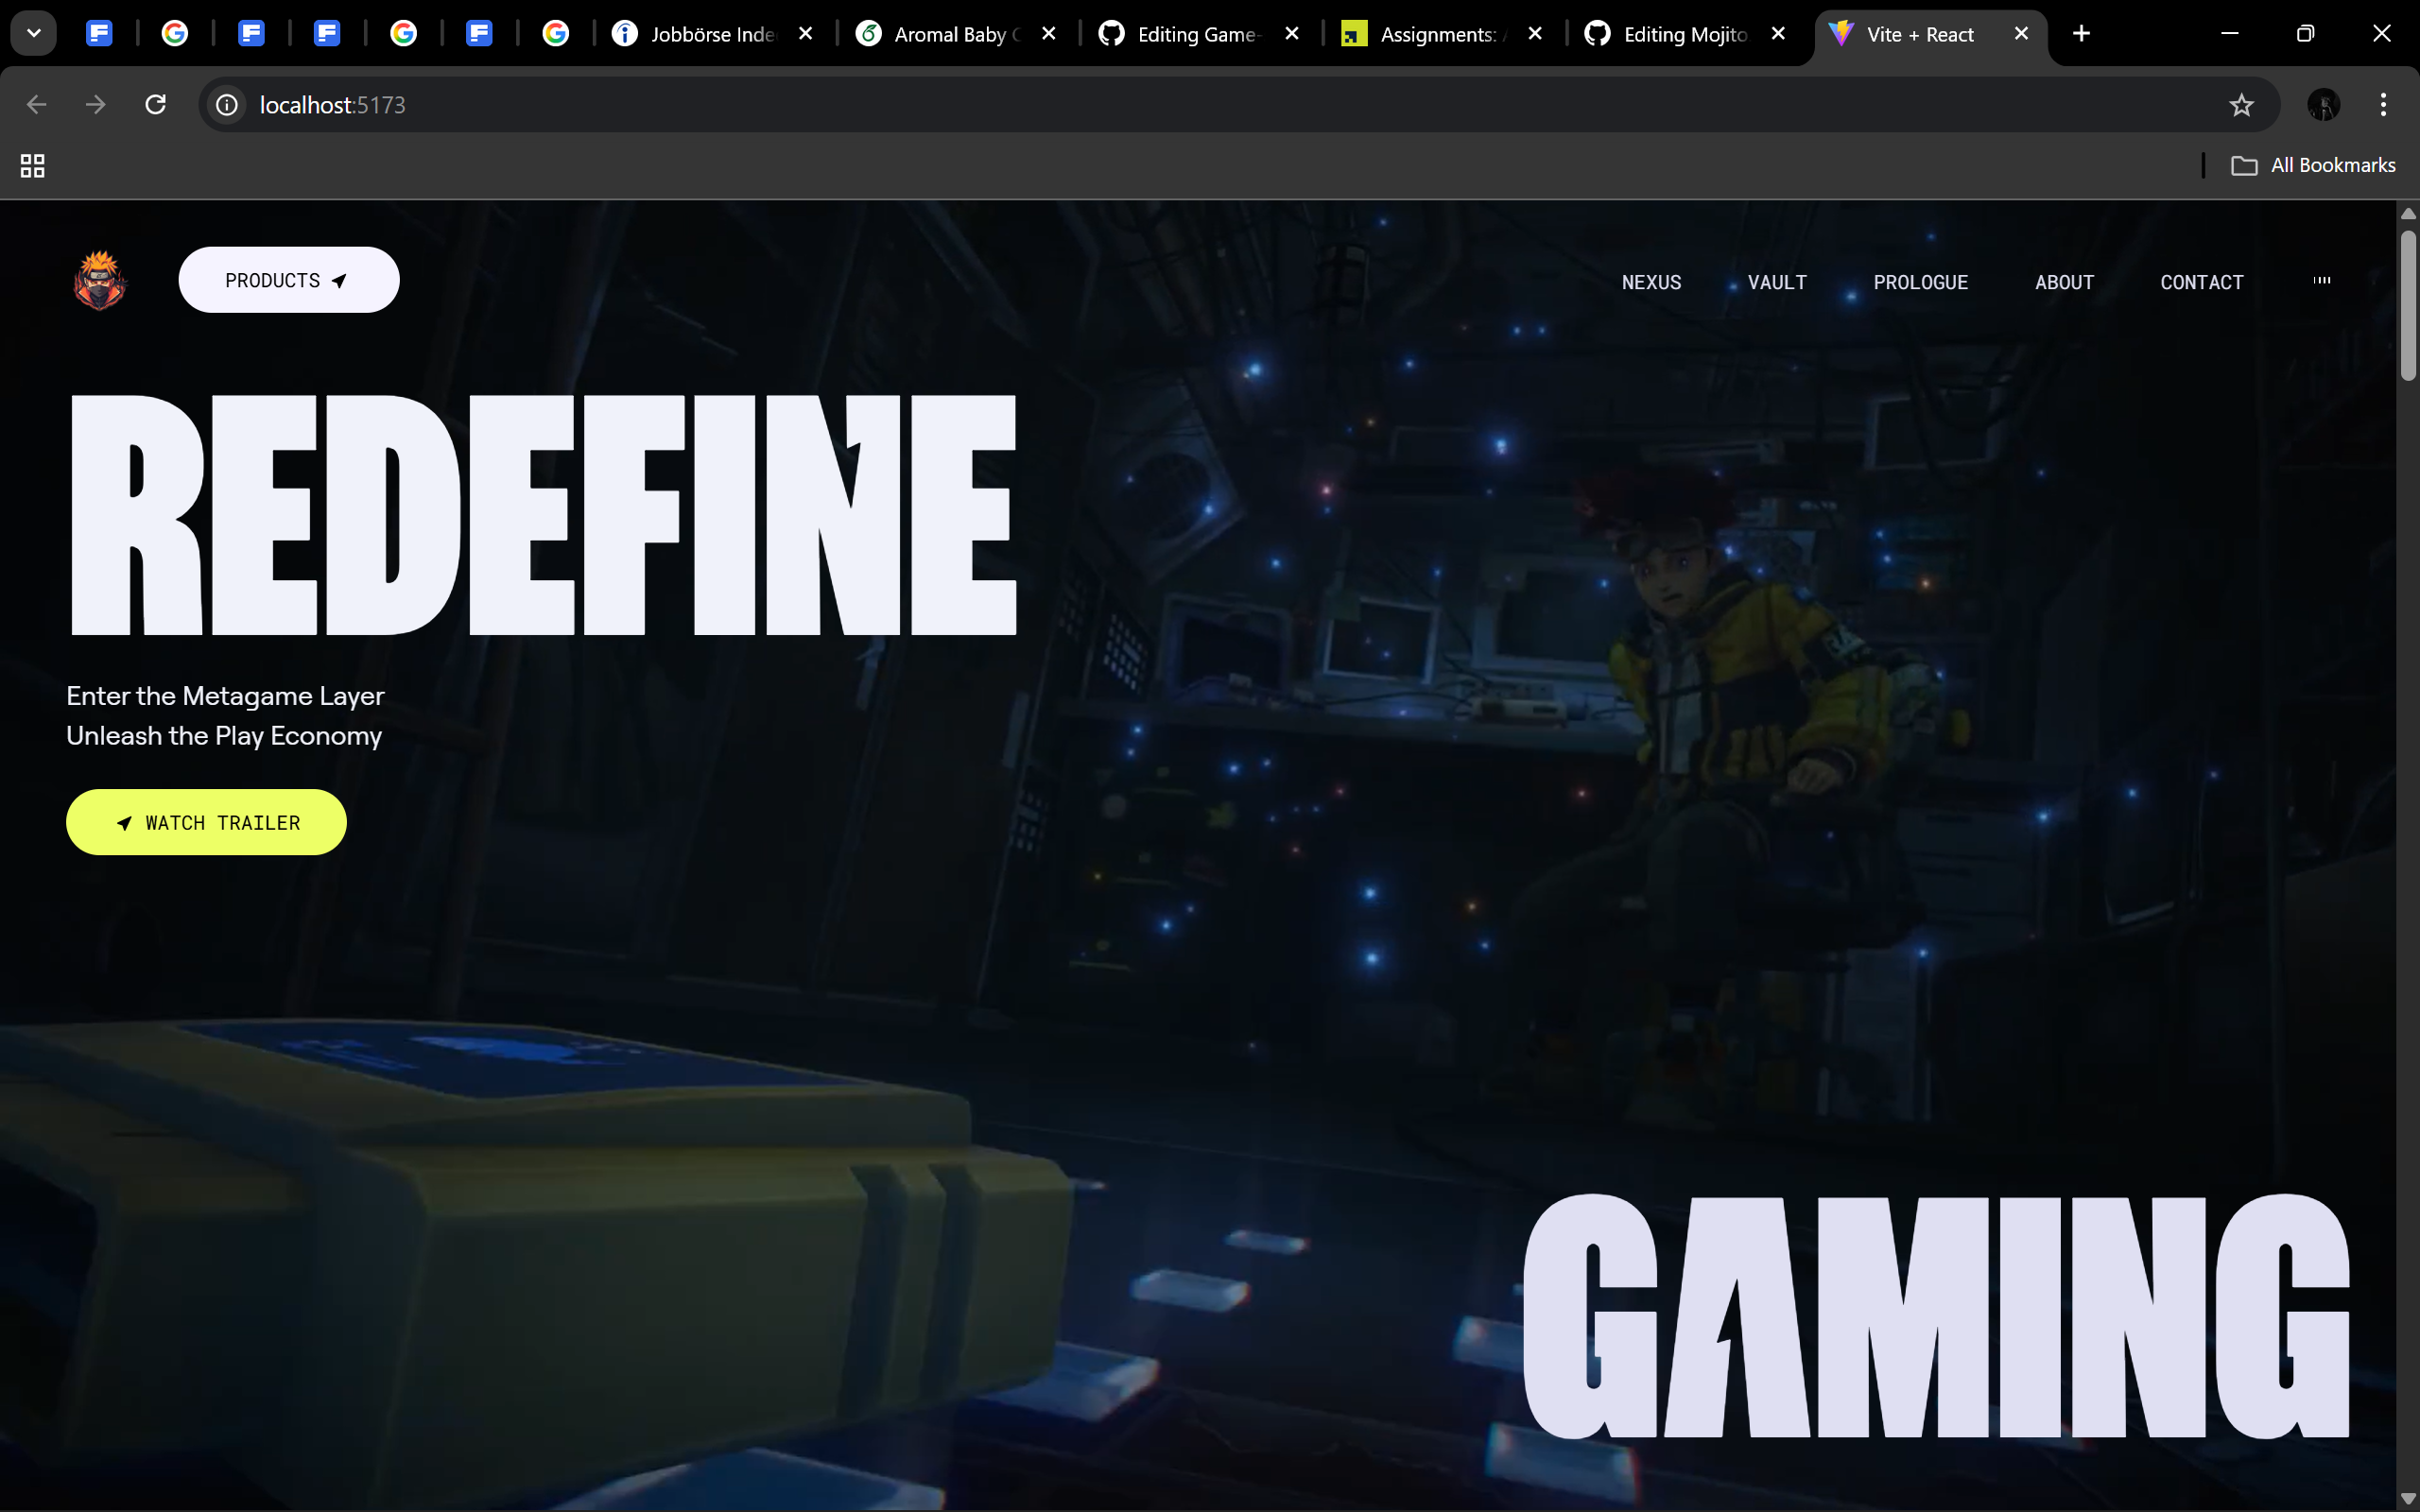 Jobbörse Inde
Aromal Baby C
Editing Game-
Assignments: A
Editing Mojito
Vite + React
localhost:5173
All Bookmarks
PRODUCTS
NEXUS
VAULT
PROLOGUE
ABOUT
CONTACT
REDEFINE
Enter the Metagame Layer
Unleash the Play Economy
WATCH TRAILER
GAMING